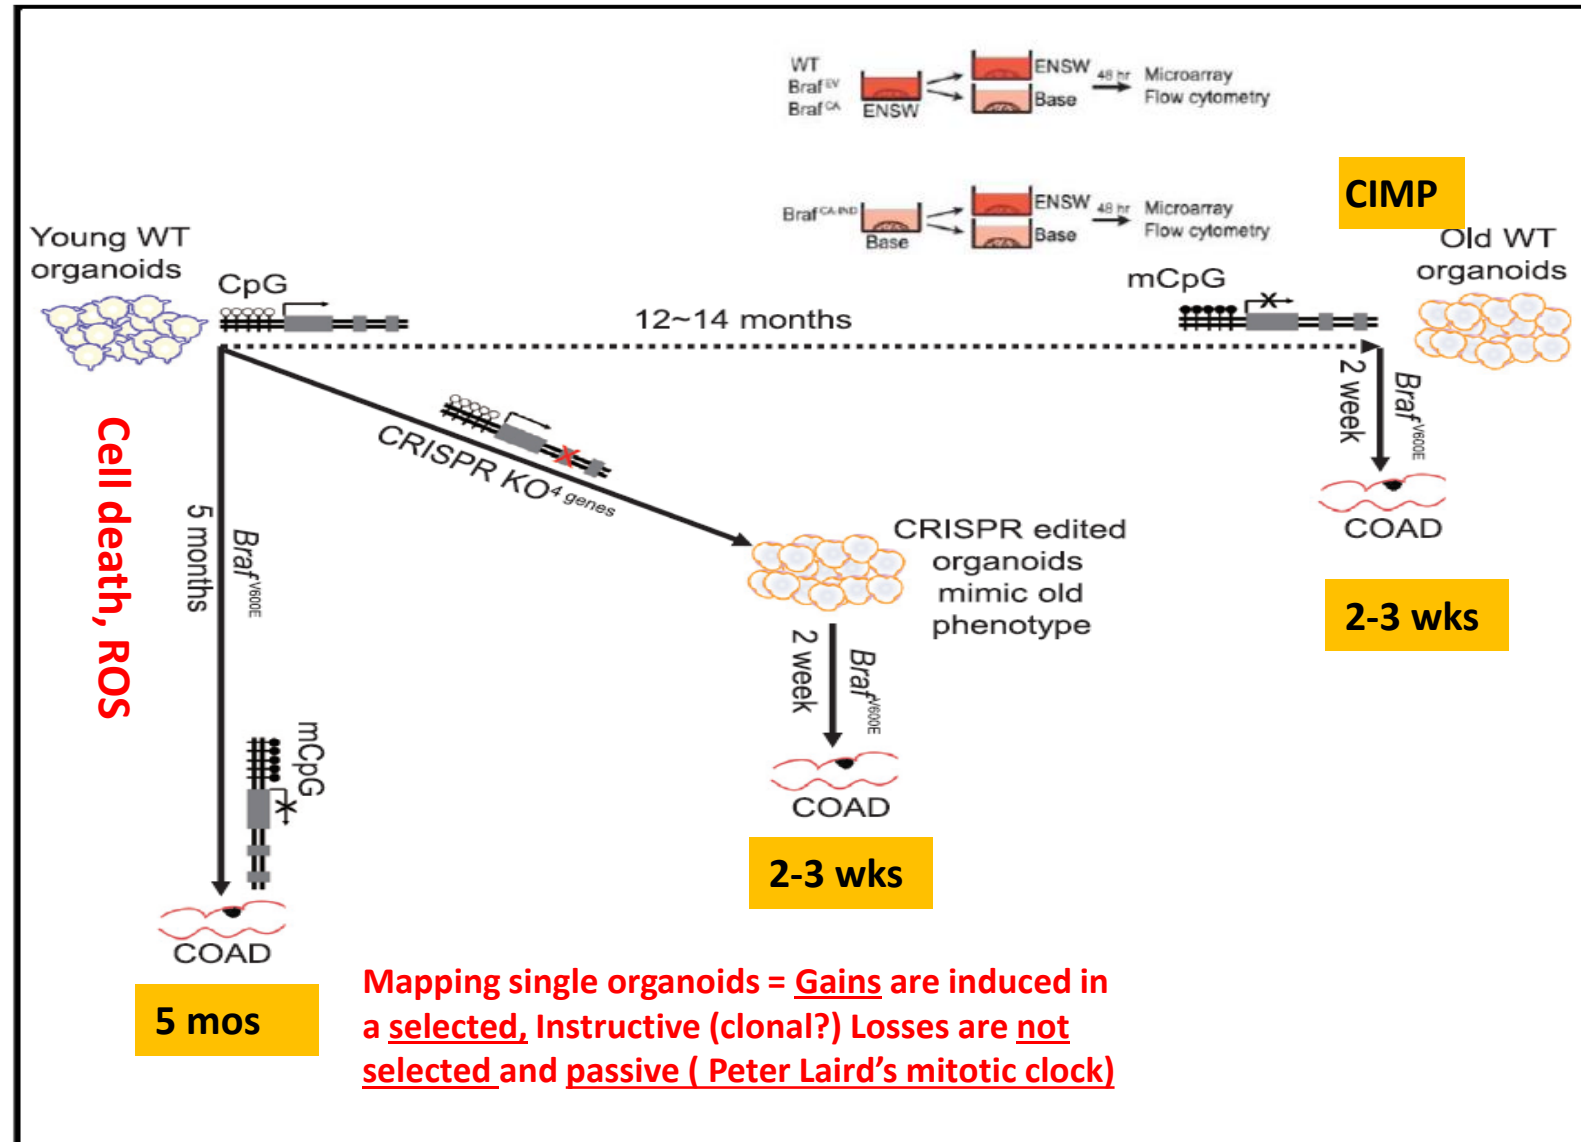 WT
Braf EV
Braf CA
ENSW
ENSW
Base
48 hr
Microarray
Flow cytometry
Braf CA-IND
Base
ENSW
Base
48 hr
Microarray
Flow cytometry
CIMP
Young WT
organoids
CpG
12~14 months
mCpG
Old WT
organoids
Cell death, ROS
5 months
Braf V600E
mCpG
COAD
5 mos
CRISPR KO 4 genes
CRISPR edited
organoids
mimic old
phenotype
2 week
Braf V600E
COAD
2-3 wks
2 week
Braf V600E
COAD
2-3 wks
Mapping single organoids = Gains are induced in
a selected, Instructive (clonal?) Losses are not
selected and passive ( Peter Laird’s mitotic clock)